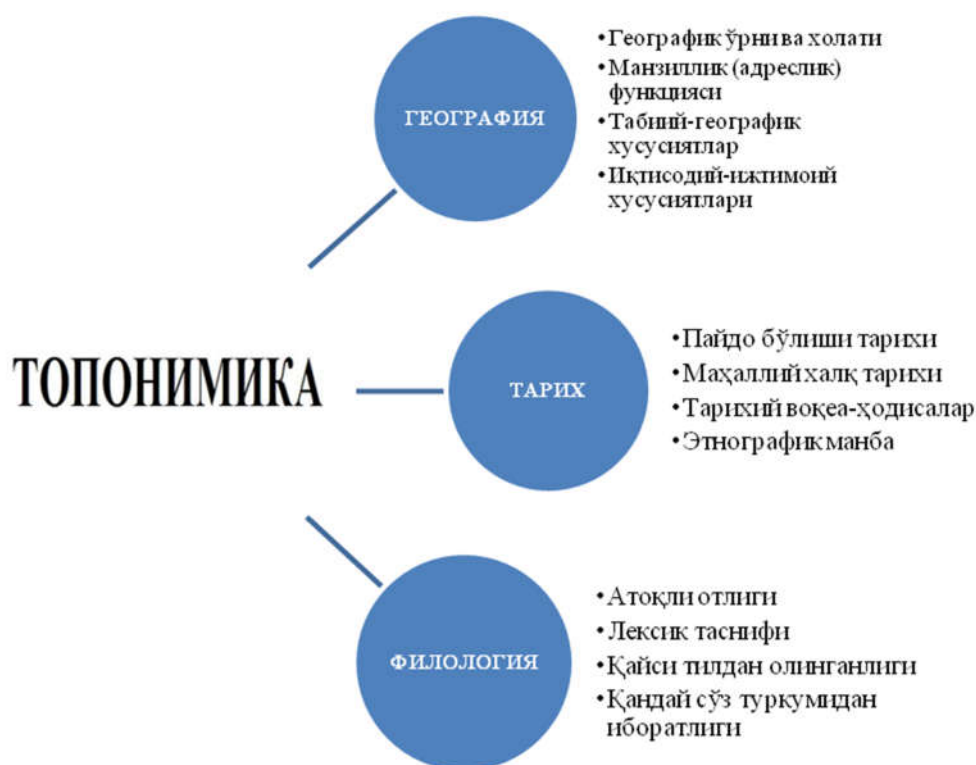 ГЕОГРАФИЯ
•Географик ўрни ва холати
•Манзиллик (адреслик)
функцияси
•Табиий-географик
хусусиятлар
•Иқтисодий-ижтимоий
хусусиятлари
ТОПОНИМИКА
ТАРИХ
•Пайдо бўлиши тарихи
•Маҳаллий халқ тарихи
•Тарихий воқеа-ҳодисалар
•Этнографик манба
ФИЛОЛОГИЯ
•Атоқли отлиги
•Лексик таснифи
•Қайси тилдан олинганлиги
•Қандай сўз туркумидан
иборатлиги